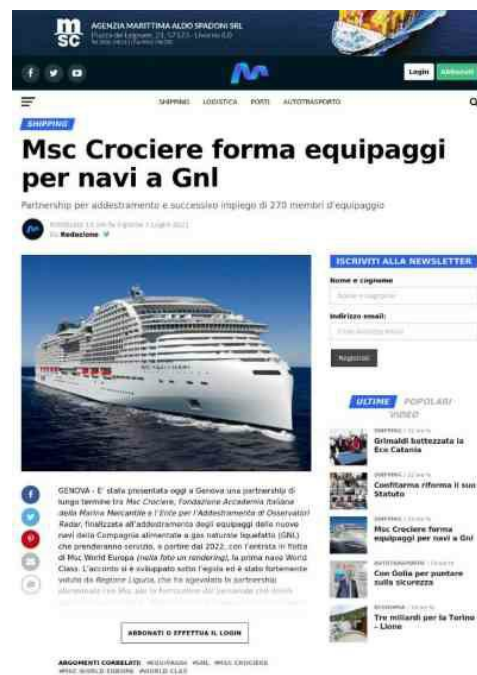 msc
AGENZIA MARITTIMA ALDO SPADONI SRL
Login
Abbonati
SHIPPING LOGISTICA PORTI AUTOTRASPORTO
SHIPPING
Msc Crociere forma equipaggi
per navi a Gnl
Partnership per addestramento e successivo impiego di 270 membri d'equipaggio
Redazione
ISCRIVITI ALLA NEWSLETTER
Nome e cognome
Nome e cognome
Indirizzo email:
Registrati
GENOVA - E' stata presentata oggi a Genova una partnership di
lungo termine tra Msc Crociere, Fondazione Accademia Italiana
della Marina Mercantile e l'Ente per l'Addestramento di Osservatori
Radar, finalizzata all'addestramento degli equipaggi delle nuove
navi della Compagnia alimentate a gas naturale liquefatto (GNL)
che prenderanno servizio, a partire dal 2022, con l'entrata in flotta
di Msc World Europa (nella foto un rendering), la prima nave World
Class. L'accordo si è sviluppato sotto l'egida ed è stato fortemente
voluto da Regione Liguria, che ha agevolato la partnership
ABBONATI O EFFETTUA IL LOGIN
ARGOMENTI CORRELATI: #EQUIPAGGI #GNL #MSC CROCIERE
#MSC WORLD EUROPA #WORLD CLASS
ULTIME POPOLARI
VIDEO
Grimaldi battezzata la
Eco Catania
Confitarma riforma il suo
Statuto
Msc Crociere forma
equipaggi per navi a Gnl
Con Golia per puntare
sulla sicurezza
Tre miliardi per la Torino
- Lione